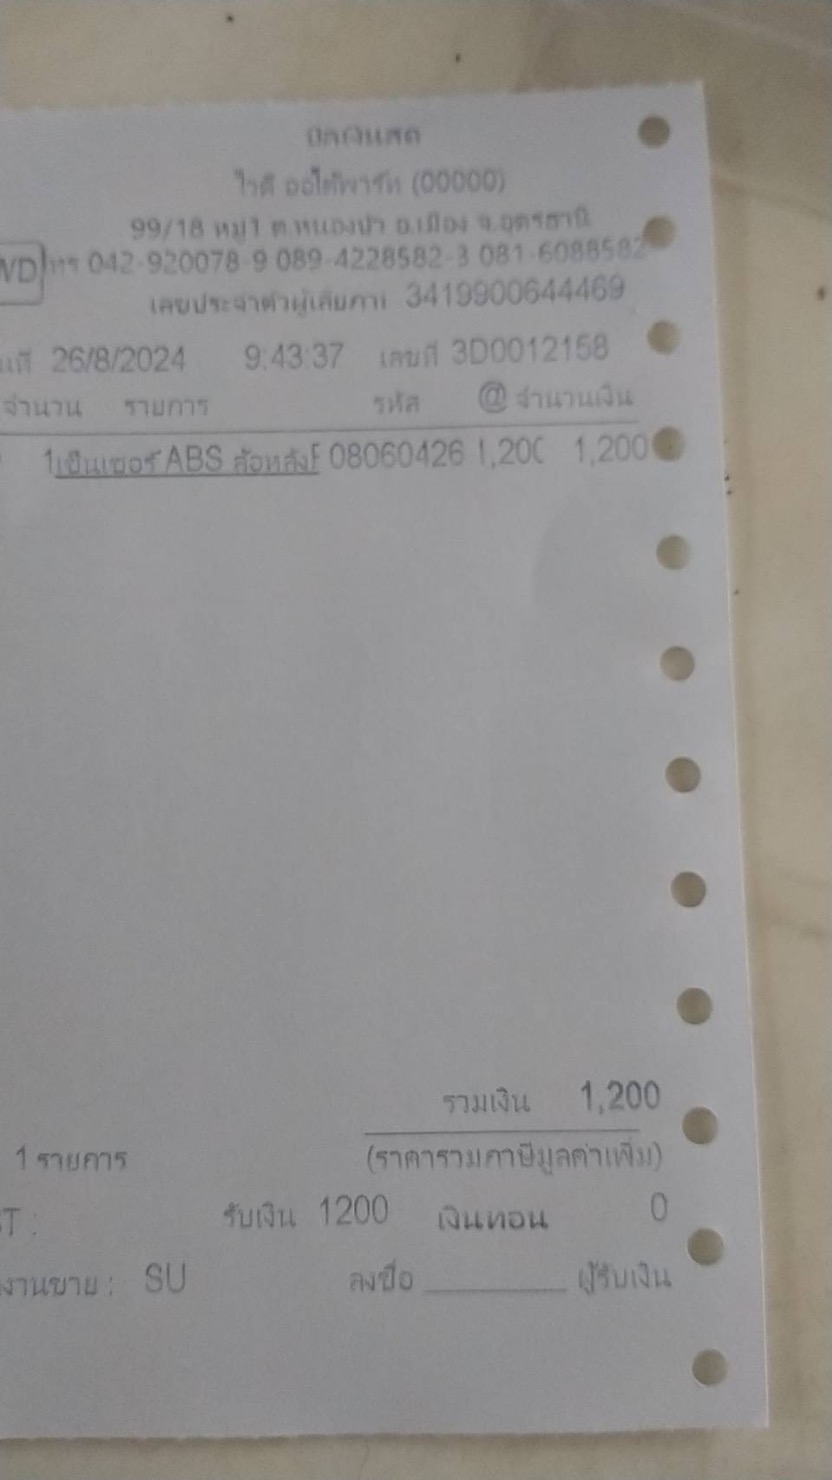 บิลเงินสด
ไวดี ออโต้พาร์ท (00000)
99/18 หมู่1 ต.หนองบัว อ.เมือง จ.อุดรธานี
VD โทร 042-920078-9 089-4228582-3 081-6088582
เลขประจำตัวผู้เสียภาษี 3419900644469
นที่ 26/8/2024 9:43:37 เลขที่ 3D0012158
จำนวน รายการ รหัส @ จำนวนเงิน
1 เซ็นเซอร์ ABS ล้อหลังF 08060426 1,200 1,200
รวมเงิน 1,200
1 รายการ (ราคารวมภาษีมูลค่าเพิ่ม)
ST : รับเงิน 1200 เงินทอน 0
งานขาย : SU ลงชื่อ ________ ผู้รับเงิน